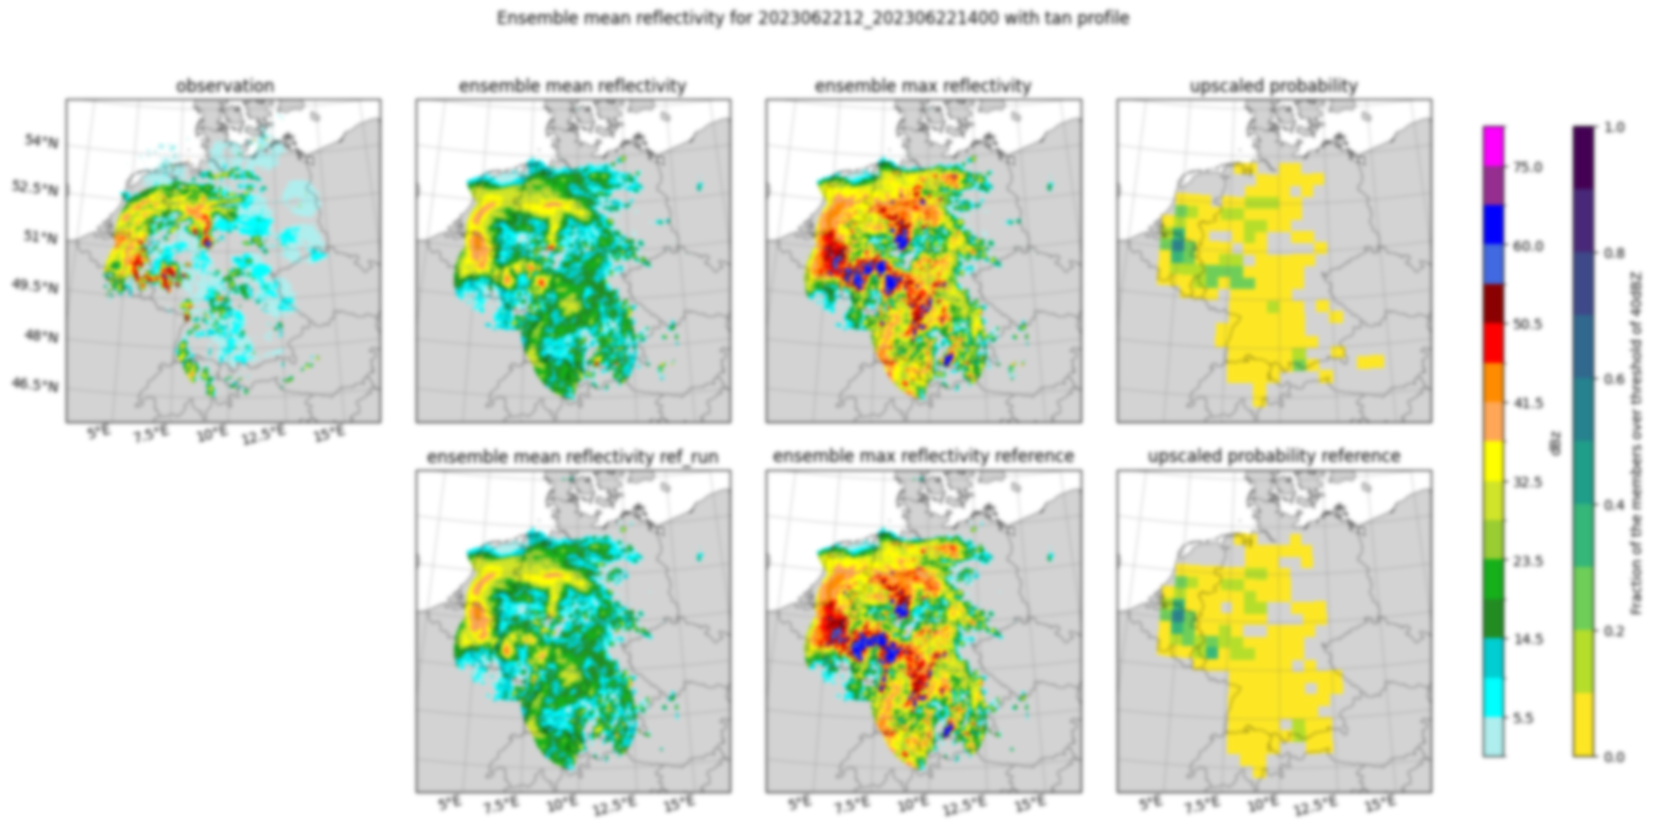 Ensemble mean reflectivity for 2023062212_202306221400 with tan profile
observation
ensemble mean reflectivity
ensemble max reflectivity
upscaled probability
54°N
52.5°N
51°N
49.5°N
48°N
46.5°N
5°E 7.5°E 10°E 12.5°E 15°E
ensemble mean reflectivity ref_run
ensemble max reflectivity reference
upscaled probability reference
5°E 7.5°E 10°E 12.5°E 15°E
5°E 7.5°E 10°E 12.5°E 15°E
5°E 7.5°E 10°E 12.5°E 15°E
75.0
60.0
50.5
41.5
32.5
23.5
14.5
5.5
dBz
1.0
0.8
0.6
0.4
0.2
0.0
Fraction of the members over threshold of 40dBZ